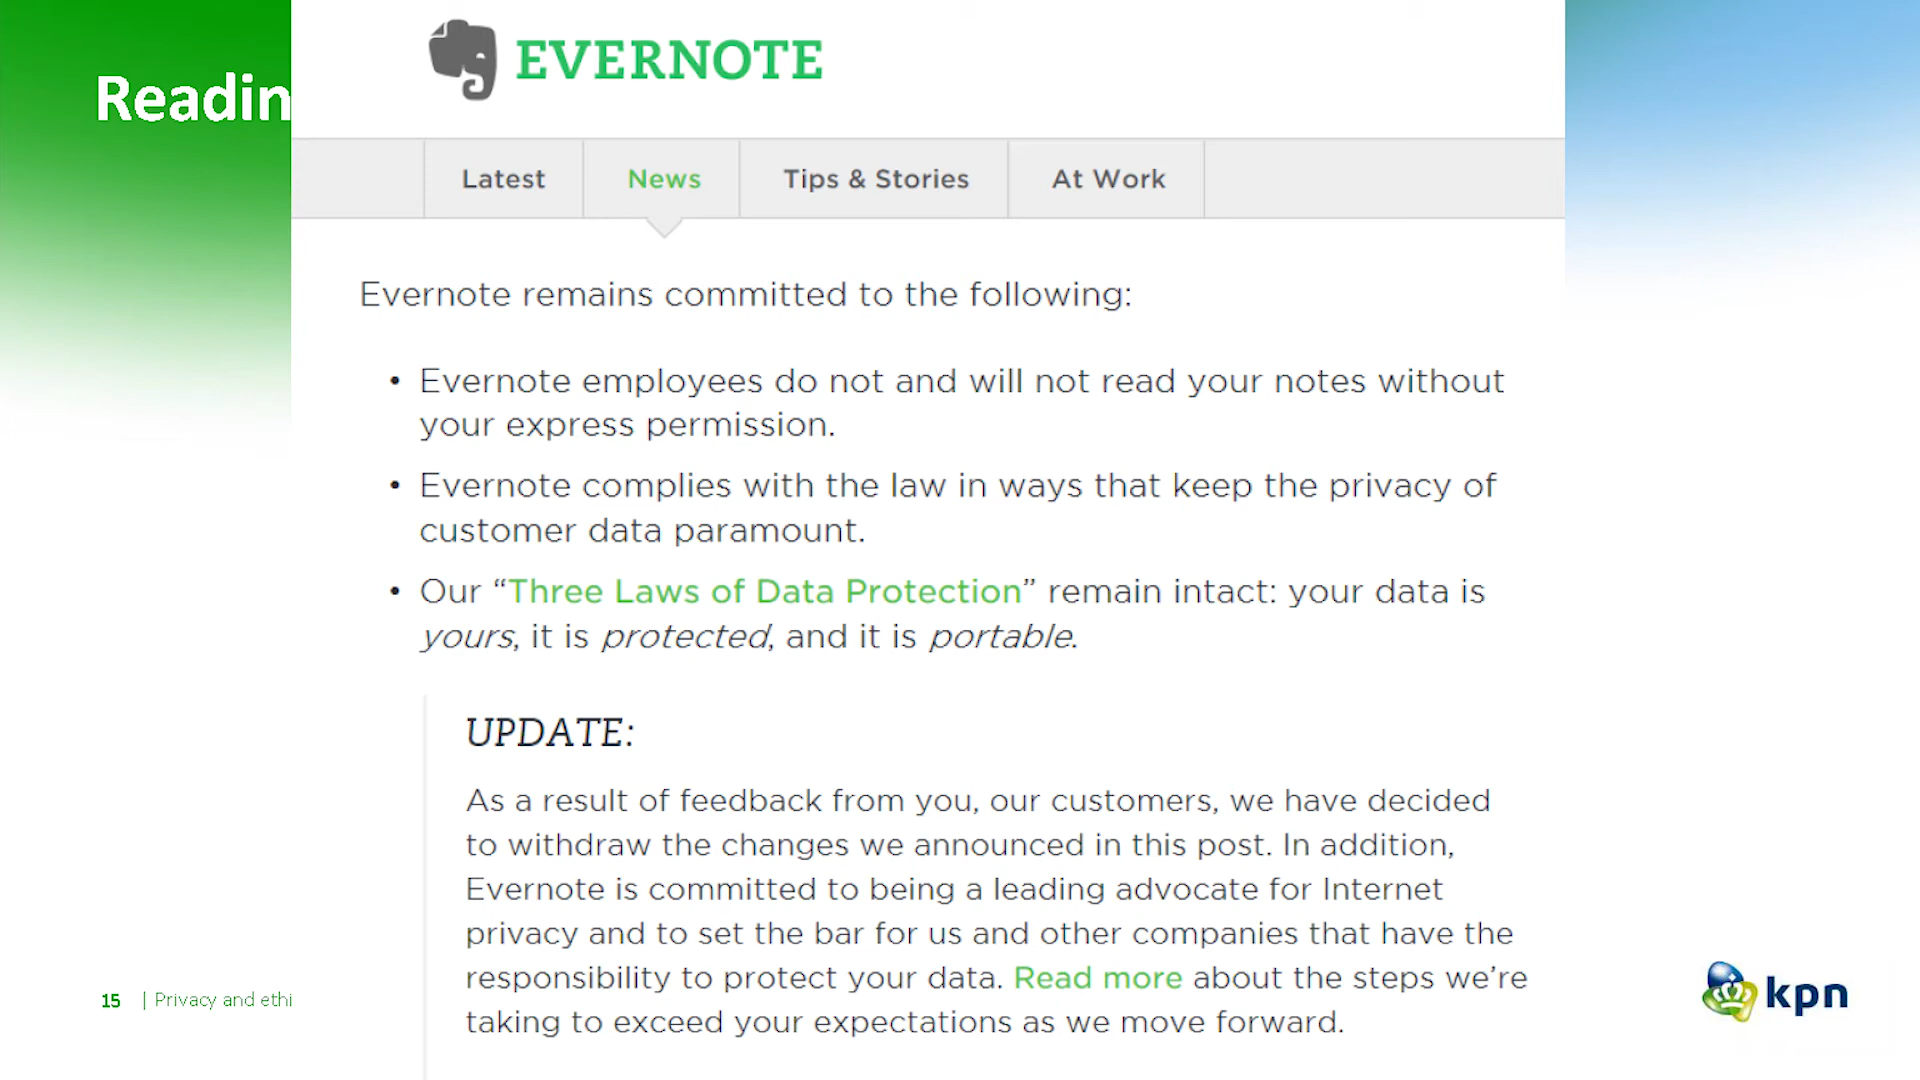 EVERNOTE
Readin
Latest News Tips & Stories At Work
Evernote remains committed to the following:
• Evernote employees do not and will not read your notes without
your express permission.
• Evernote complies with the law in ways that keep the privacy of
customer data paramount.
• Our “Three Laws of Data Protection” remain intact: your data is
yours, it is protected, and it is portable.
UPDATE:
As a result of feedback from you, our customers, we have decided
to withdraw the changes we announced in this post. In addition,
Evernote is committed to being a leading advocate for Internet
privacy and to set the bar for us and other companies that have the
responsibility to protect your data. Read more about the steps we’re
taking to exceed your expectations as we move forward.
15 | Privacy and ethi
kpn